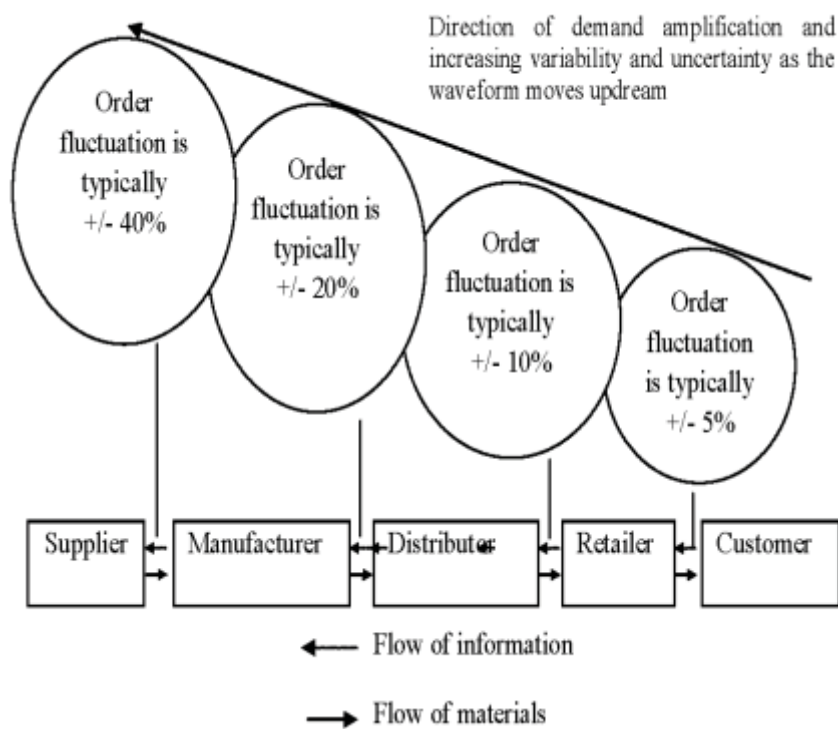 Direction of demand amplification and
increasing variability and uncertainty as the
waveform moves updream
Order
fluctuation is
typically
+/- 40%
Order
fluctuation is
typically
+/- 20%
Order
fluctuation is
typically
+/- 10%
Order
fluctuation
is typically
+/- 5%
Supplier
Manufacturer
Distributor
Retailer
Customer
Flow of information
Flow of materials